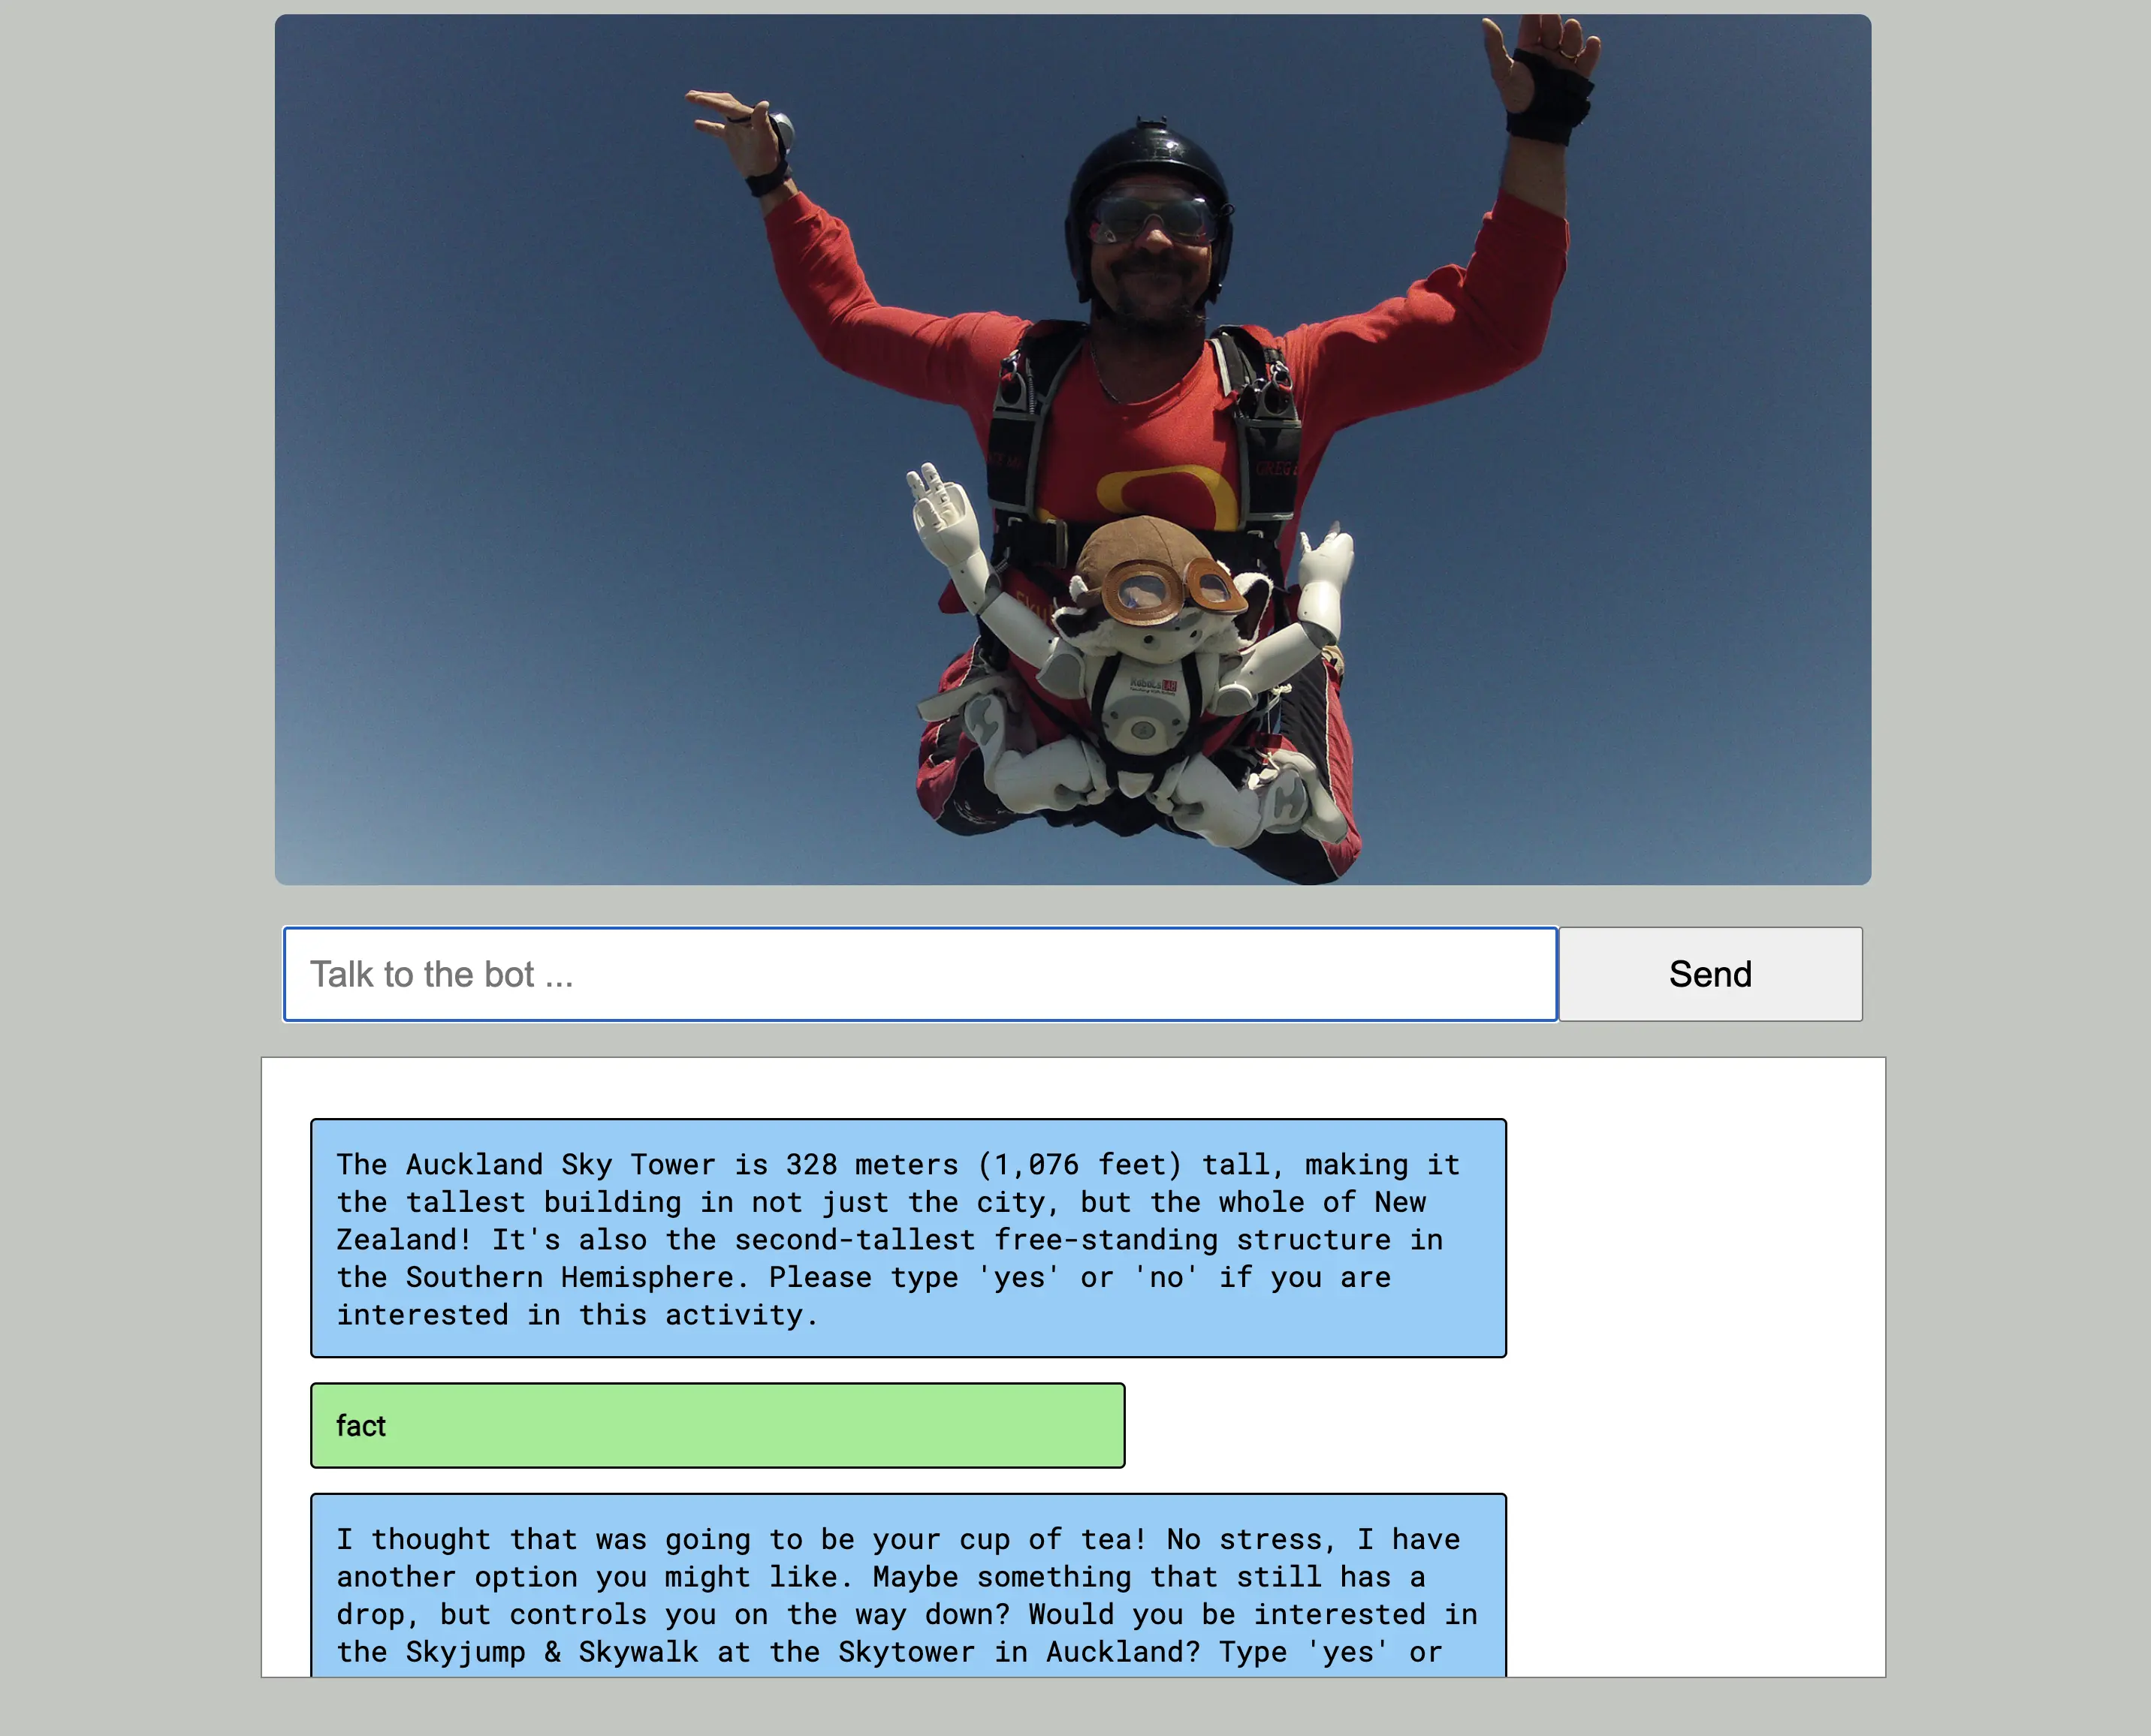 GREG
RoboLAB
Talk to the bot ...
Send
The Auckland Sky Tower is 328 meters (1,076 feet) tall, making it
the tallest building in not just the city, but the whole of New
Zealand! It's also the second-tallest free-standing structure in
the Southern Hemisphere. Please type 'yes' or 'no' if you are
interested in this activity.
fact
I thought that was going to be your cup of tea! No stress, I have
another option you might like. Maybe something that still has a
drop, but controls you on the way down? Would you be interested in
the Skyjump & Skywalk at the Skytower in Auckland? Type 'yes' or